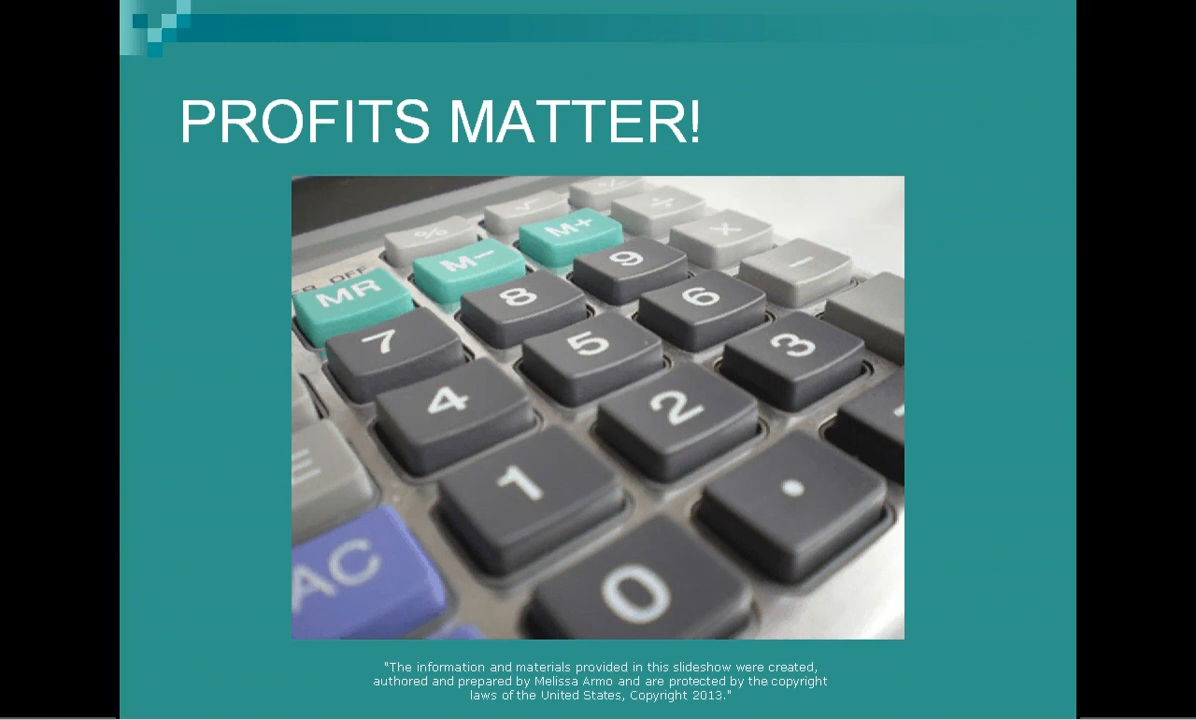 PROFITS MATTER!
%
√
÷
M+
×
M−
9
−
OFF
MR
8
6
7
5
3
4
2
1
.
AC
0
"The information and materials provided in this slideshow were created,
authored and prepared by Melissa Armo and are protected by the copyright
laws of the United States, Copyright 2013."